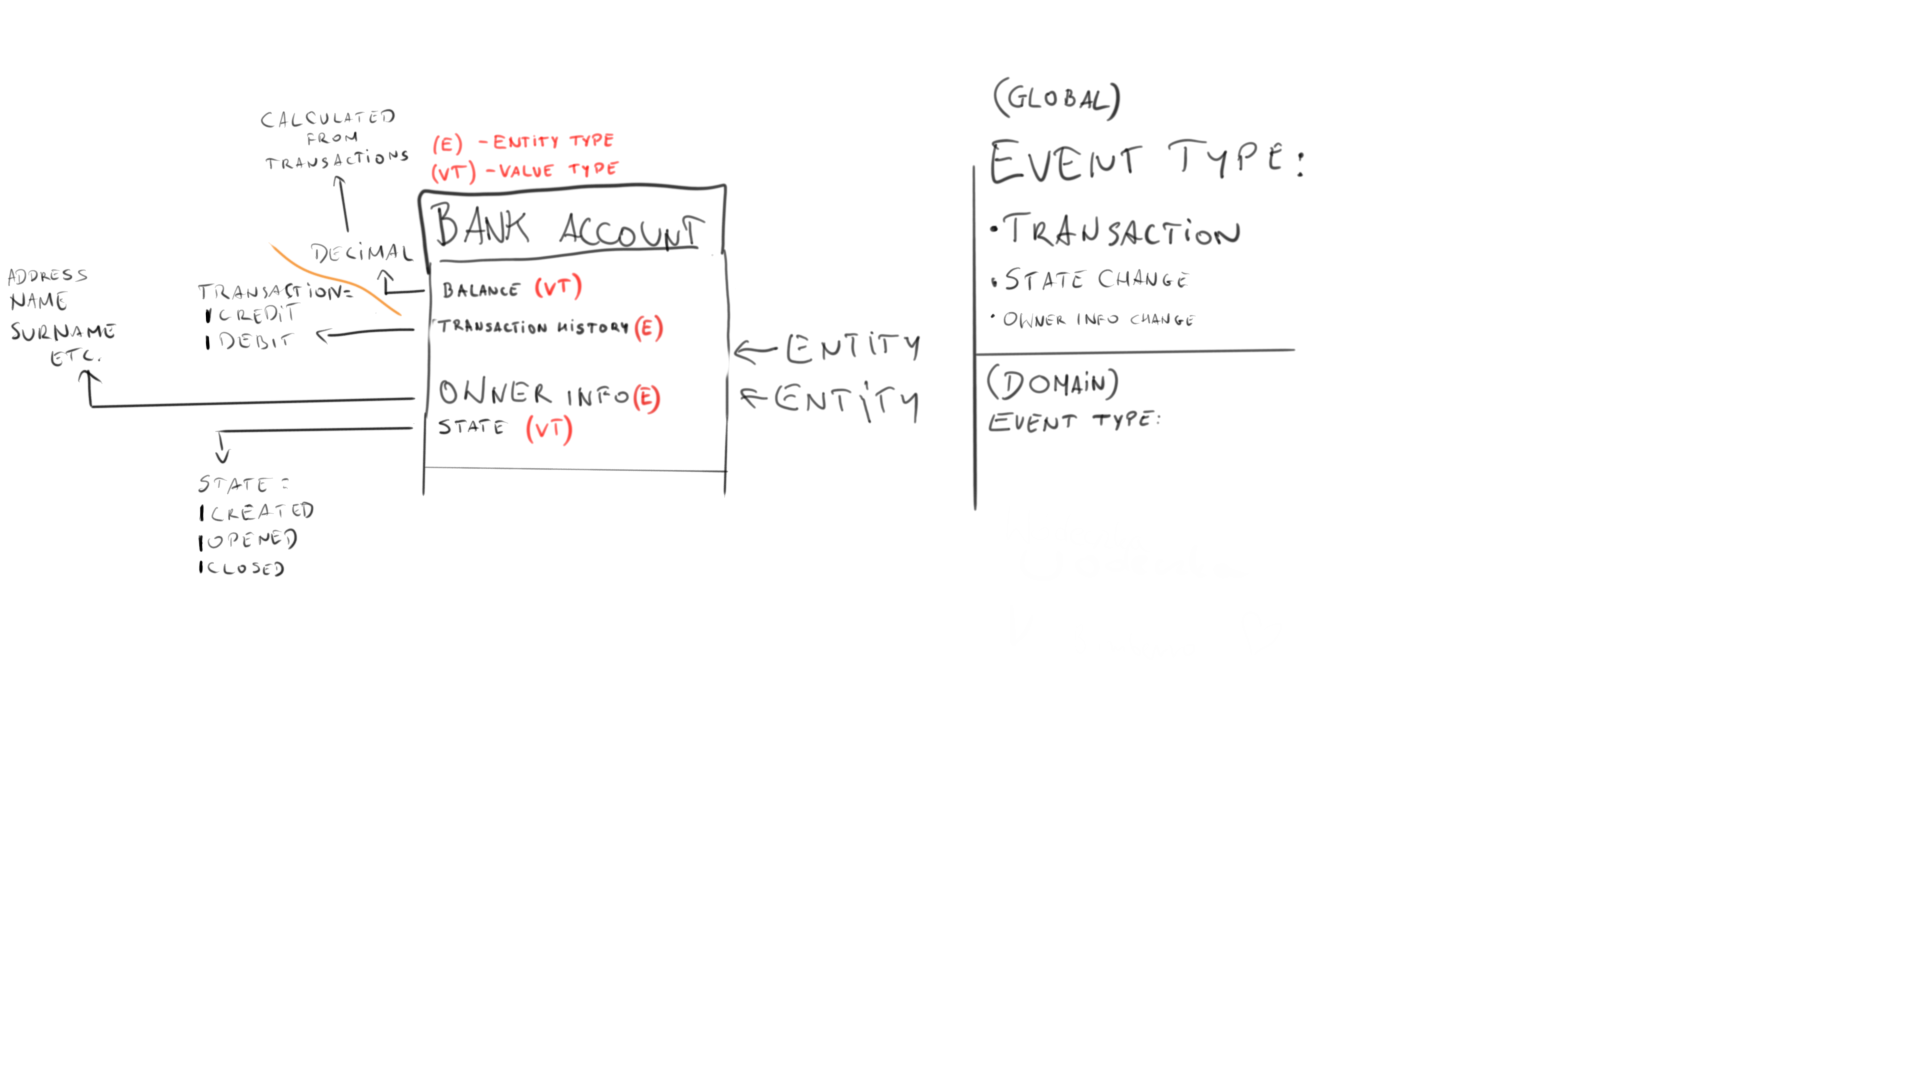 CALCULATED
FROM
TRANSACTIONS
(E) - ENTITY TYPE
(VT) - VALUE TYPE
BANK ACCOUNT
DECIMAL
BALANCE (VT)
TRANSACTION=
| CREDIT
| DEBIT
TRANSACTION HISTORY (E)
ADDRESS
NAME
SURNAME
ETC.
OWNER INFO (E)
STATE (VT)
ENTITY
ENTITY
STATE =
| CREATED
| OPENED
| CLOSED
(GLOBAL)
EVENT TYPE:
• TRANSACTION
• STATE CHANGE
• OWNER INFO CHANGE
(DOMAIN)
EVENT TYPE: